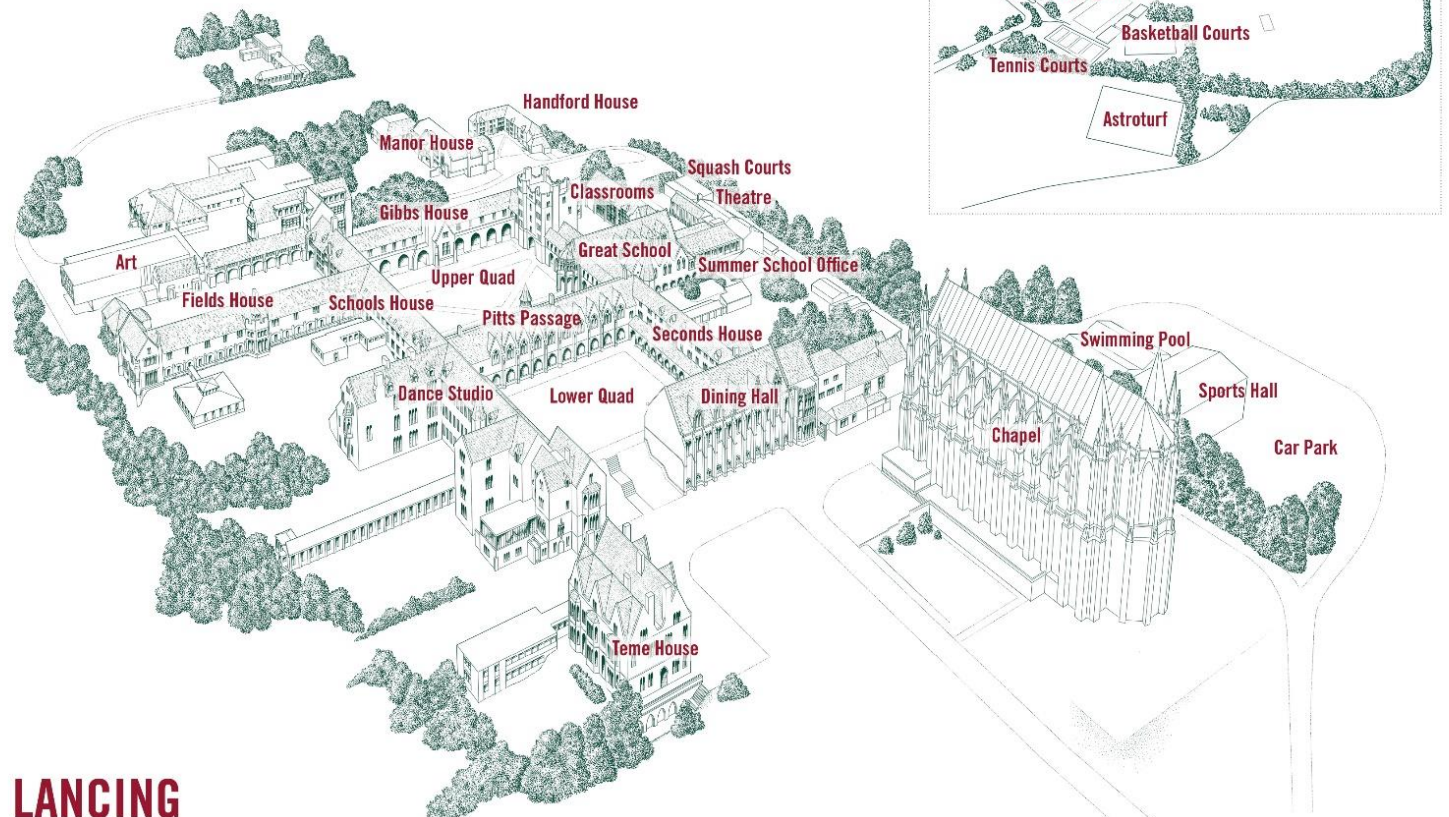 Basketball Courts
Tennis Courts
Astroturf
Handford House
Manor House
Squash Courts
Classrooms
Theatre
Gibbs House
Great School
Art
Upper Quad
Summer School Office
Fields House
Schools House
Pitts Passage
Seconds House
Swimming Pool
Dance Studio
Lower Quad
Dining Hall
Sports Hall
Chapel
Car Park
Teme House
LANCING